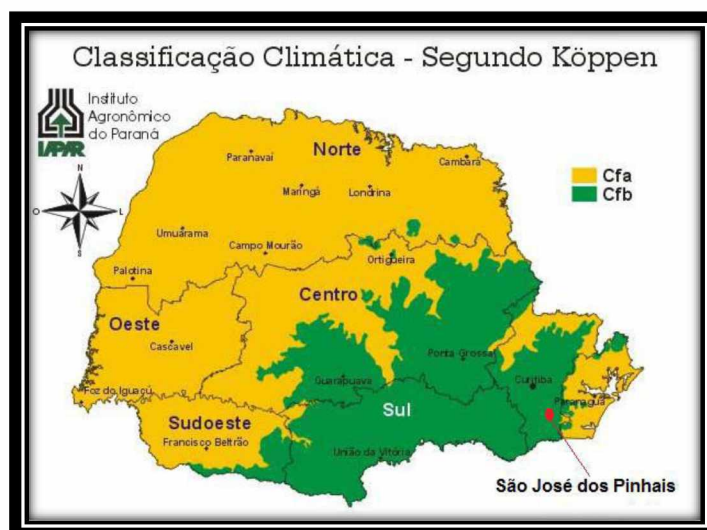 Classificação Climática - Segundo Köppen
Instituto
Agronômico
do Paraná
IAPAR
N
O
L
S
Cfa
Cfb
Norte
Paranavaí
Cambará
Maringá
Londrina
Umuarama
Campo Mourão
Ortigueira
Palotina
Centro
Oeste
Cascavel
Ponta Grossa
Guarapuava
Curitiba
Foz do Iguaçú
Paranaguá
Sul
Sudoeste
Francisco Beltrão
União da Vitória
São José dos Pinhais